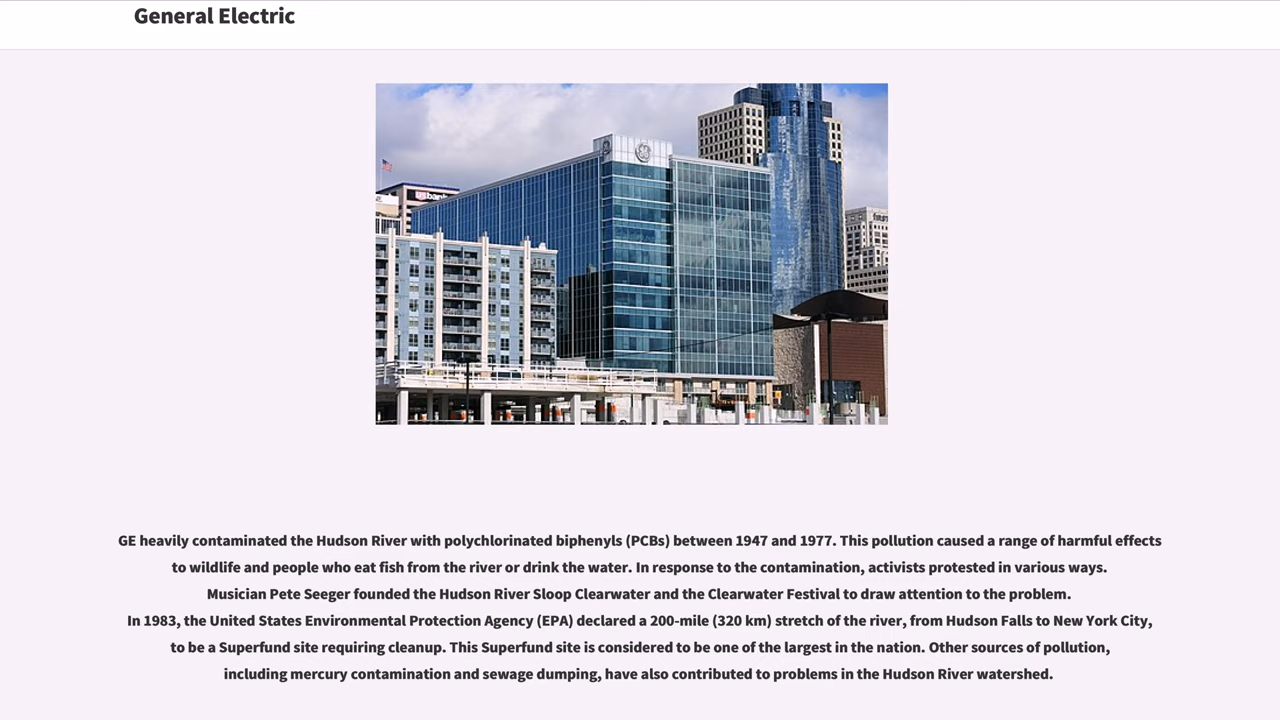 General Electric
usbank
GE heavily contaminated the Hudson River with polychlorinated biphenyls (PCBs) between 1947 and 1977. This pollution caused a range of harmful effects
to wildlife and people who eat fish from the river or drink the water. In response to the contamination, activists protested in various ways.
Musician Pete Seeger founded the Hudson River Sloop Clearwater and the Clearwater Festival to draw attention to the problem.
In 1983, the United States Environmental Protection Agency (EPA) declared a 200-mile (320 km) stretch of the river, from Hudson Falls to New York City,
to be a Superfund site requiring cleanup. This Superfund site is considered to be one of the largest in the nation. Other sources of pollution,
including mercury contamination and sewage dumping, have also contributed to problems in the Hudson River watershed.